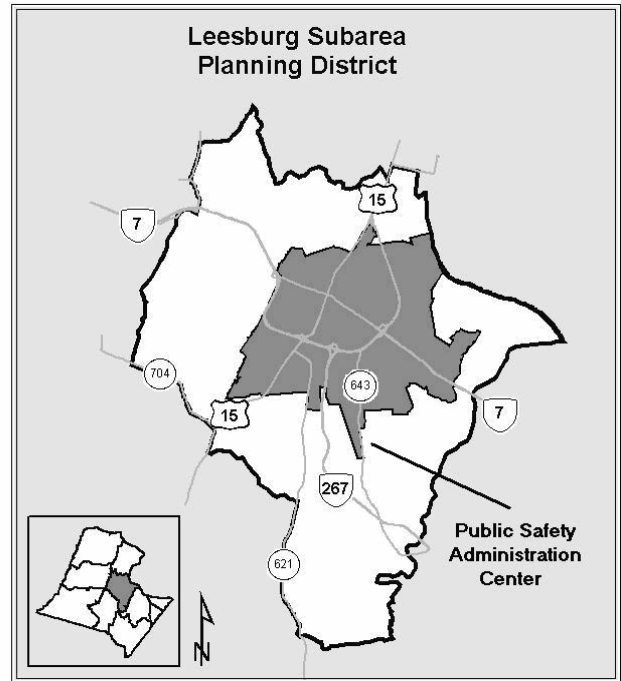 Leesburg Subarea
Planning District
15
7
704
643
15
7
267
Public Safety
Administration
Center
621
N